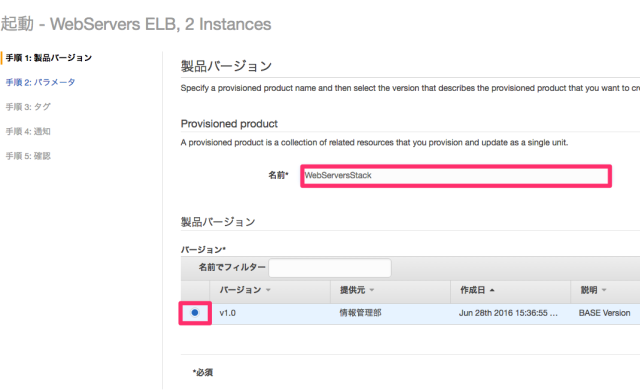 起動 - WebServers ELB, 2 Instances
手順 1: 製品バージョン
手順 2: パラメータ
手順 3: タグ
手順 4: 通知
手順 5: 確認
製品バージョン
Specify a provisioned product name and then select the version that describes the provisioned product that you want to cr
Provisioned product
A provisioned product is a collection of related resources that you provision and update as a single unit.
名前* WebServersStack
製品バージョン
バージョン*
名前でフィルター
バージョン 提供元 作成日 説明
v1.0 情報管理部 Jun 28th 2016 15:36:55 ... BASE Version
*必須